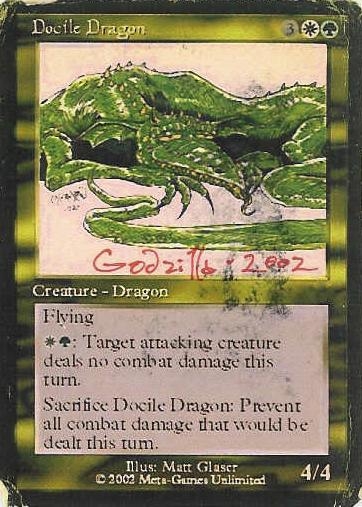 Docile Dragon 3
Godzilla · 2002
Creature - Dragon
Flying
: Target attacking creature
deals no combat damage this
turn.
Sacrifice Docile Dragon: Prevent
all combat damage that would be
dealt this turn.
Illus: Matt Glaser
© 2002 Meta-Games Unlimited
4/4